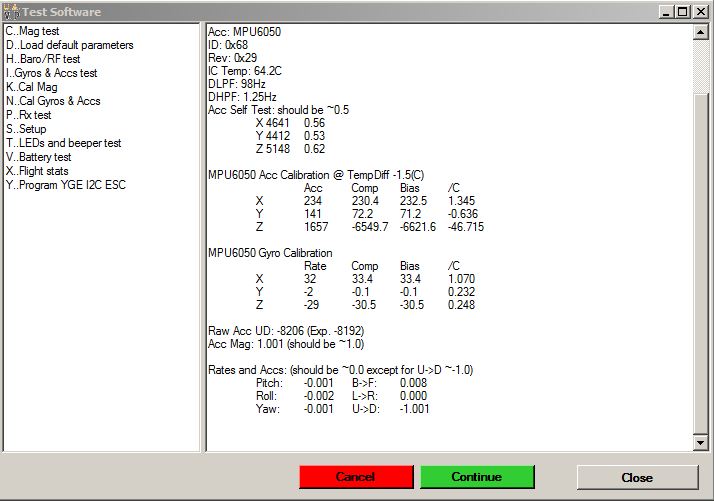 Test Software
C..Mag test
D..Load default parameters
H..Baro/RF test
I..Gyros & Accs test
K..Cal Mag
N..Cal Gyros & Accs
P..Rx test
S..Setup
T..LEDs and beeper test
V..Battery test
X..Flight stats
Y..Program YGE I2C ESC
Acc: MPU6050
ID: 0x68
Rev: 0x29
IC Temp: 64.2C
DLPF: 98Hz
DHPF: 1.25Hz
Acc Self Test: should be ~0.5
X 4641 0.56
Y 4412 0.53
Z 5148 0.62
MPU6050 Acc Calibration @ TempDiff -1.5(C)
Acc Comp Bias /C
X 234 230.4 232.5 1.345
Y 141 72.2 71.2 -0.636
Z 1657 -6549.7 -6621.6 -46.715
MPU6050 Gyro Calibration
Rate Comp Bias /C
X 32 33.4 33.4 1.070
Y -2 -0.1 -0.1 0.232
Z -29 -30.5 -30.5 0.248
Raw Acc UD: -8206 (Exp. -8192)
Acc Mag: 1.001 (should be ~1.0)
Rates and Accs: (should be ~0.0 except for U->D ~-1.0)
Pitch: -0.001 B->F: 0.008
Roll: -0.002 L->R: 0.000
Yaw: -0.001 U->D: -1.001
Cancel Continue Close